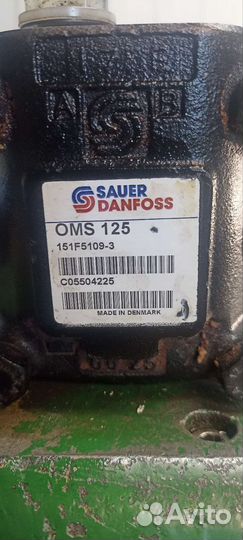 A B
SAUER
DANFOSS
OMS 125
151F5109-3
C05504225
MADE IN DENMARK
Avito